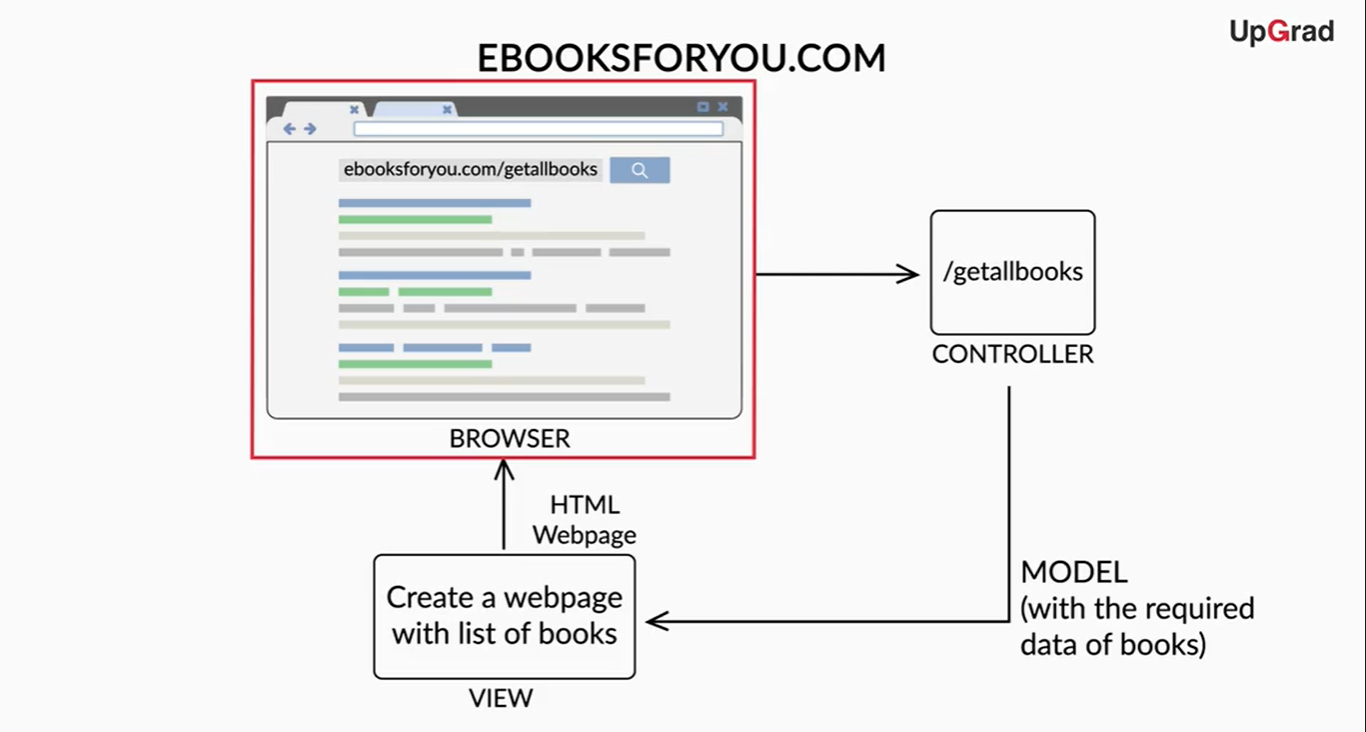 UpGrad
EBOOKSFORYOU.COM
ebooksforyou.com/getallbooks
BROWSER
/getallbooks
CONTROLLER
HTML
Webpage
MODEL
(with the required
data of books)
Create a webpage
with list of books
VIEW